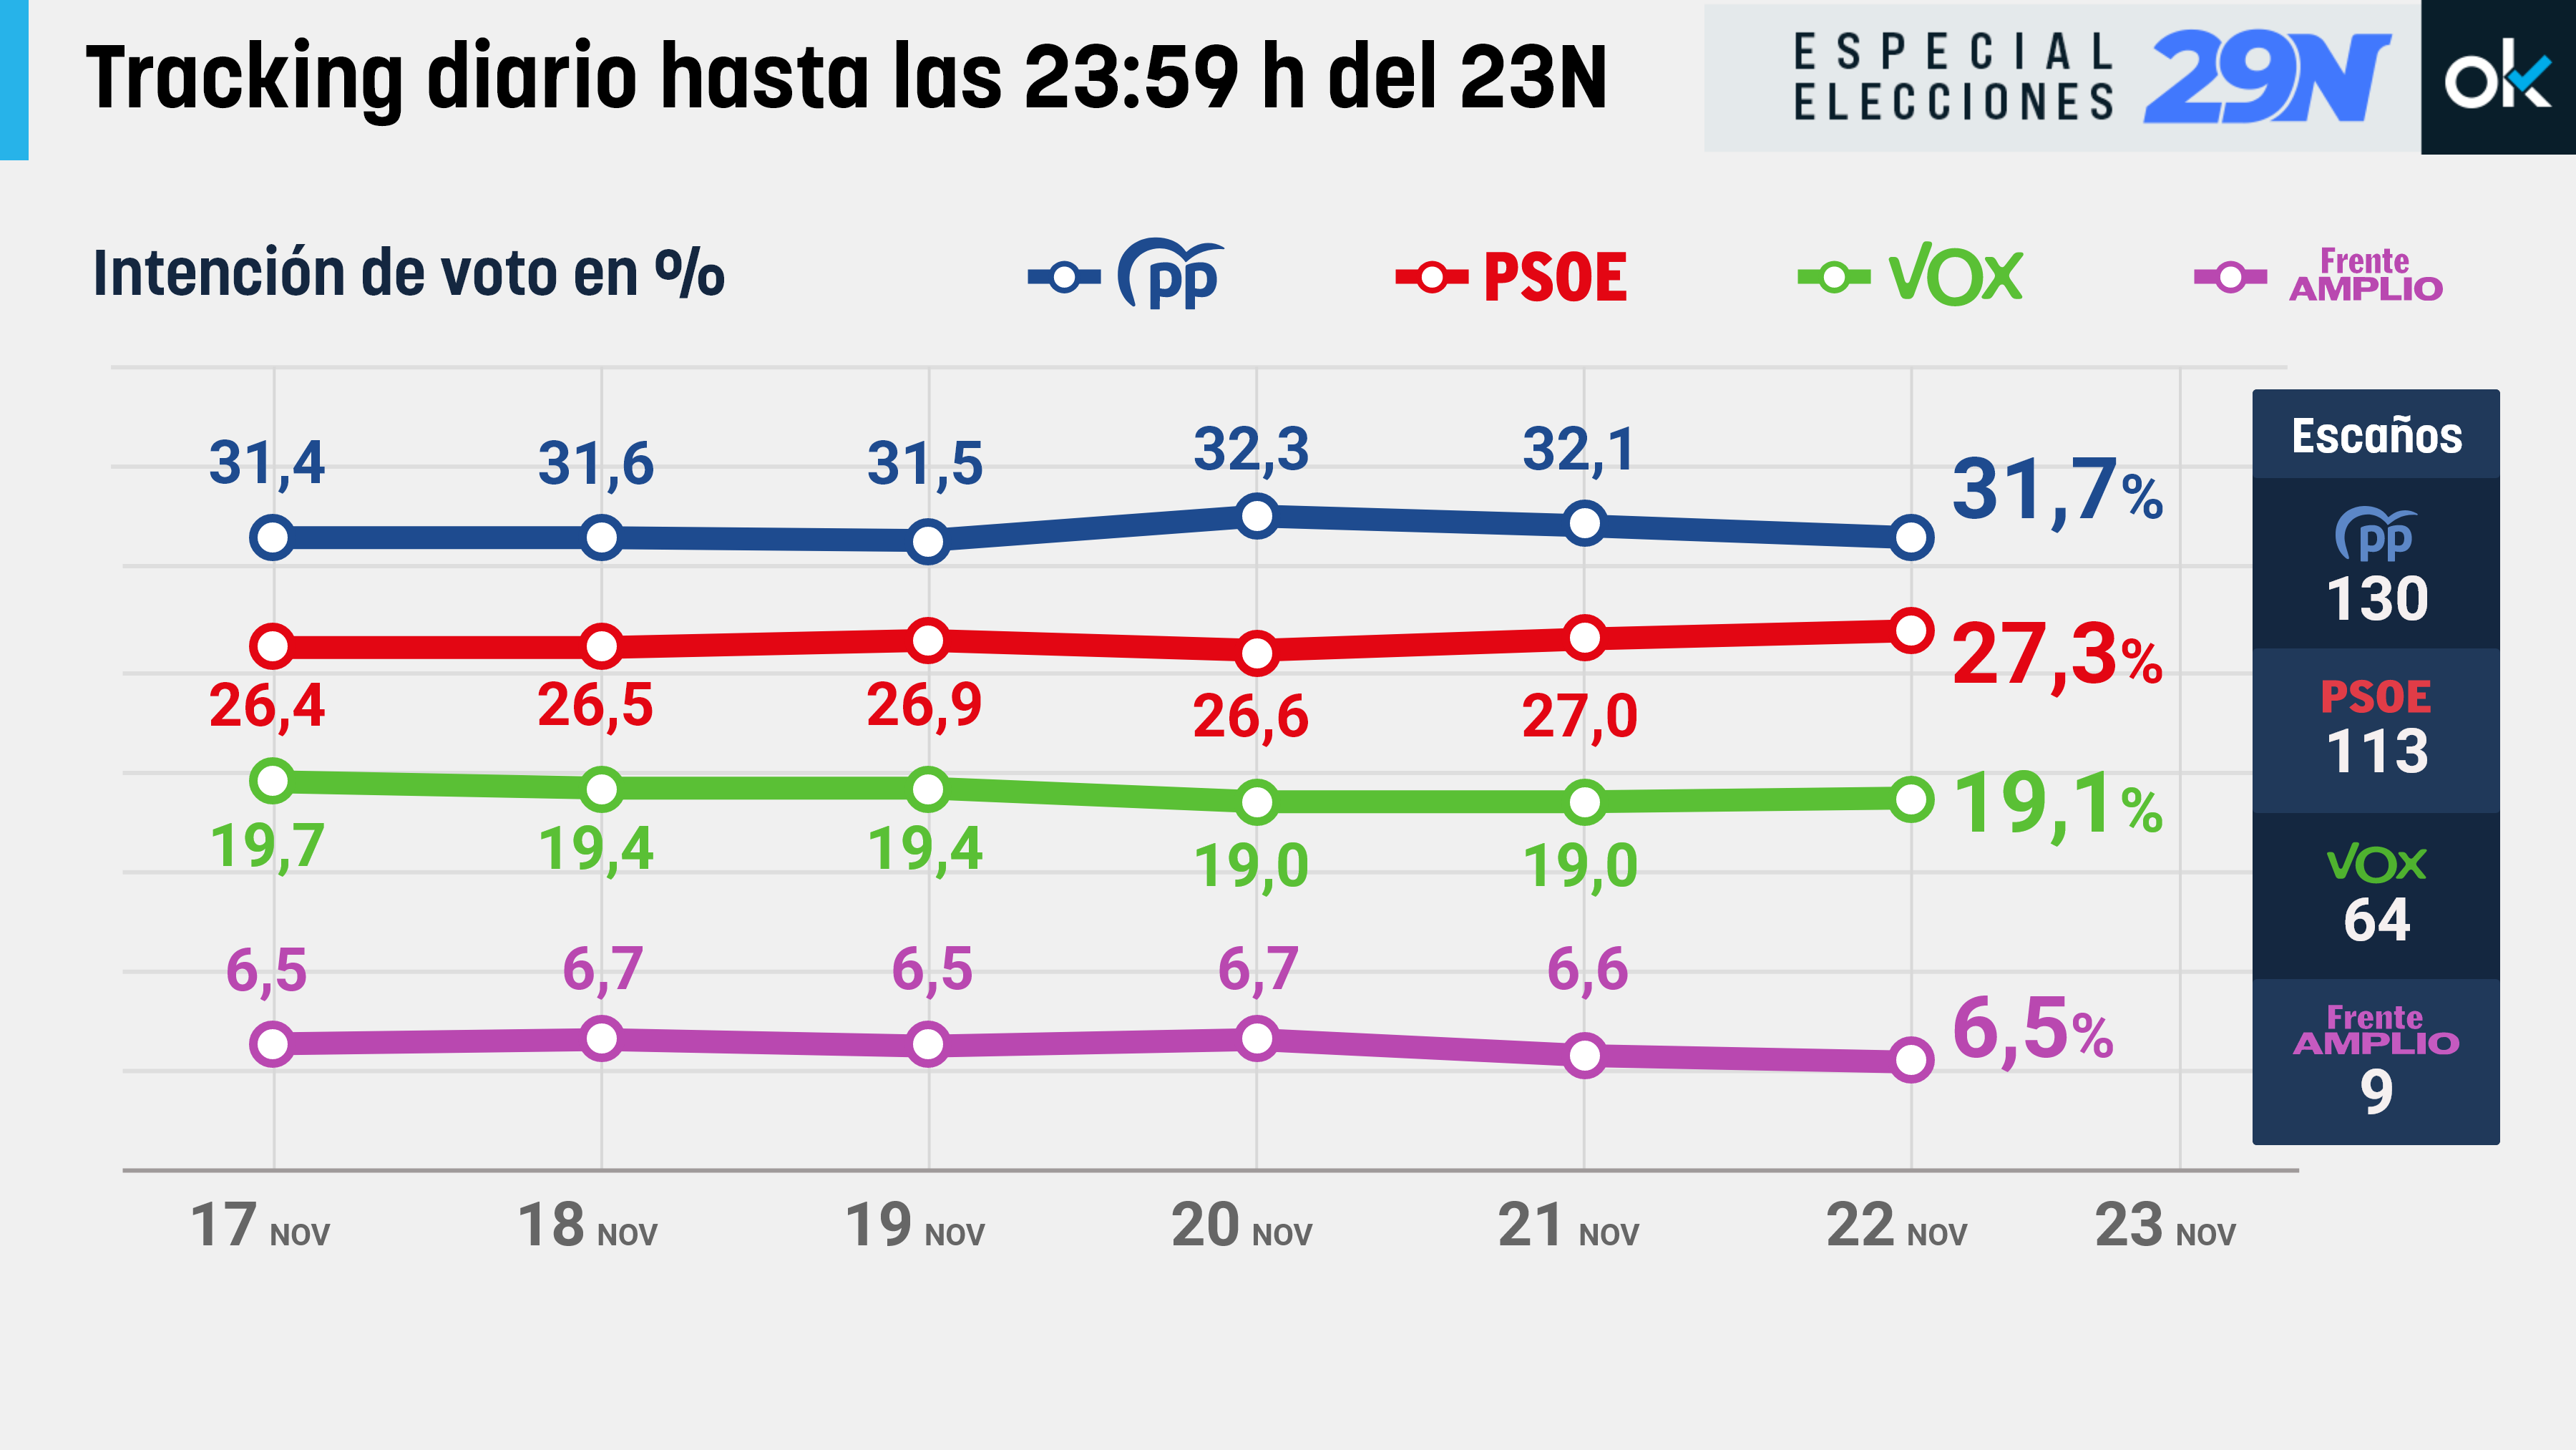 Tracking diario hasta las 23:59 h del 23N
ESPECIAL
ELECCIONES
29N
ok
Intención de voto en %
PP
PSOE
VOX
Frente
AMPLIO
31,4 31,6 31,5 32,3 32,1 31,7%
26,4 26,5 26,9 26,6 27,0 27,3%
19,7 19,4 19,4 19,0 19,0 19,1%
6,5 6,7 6,5 6,7 6,6 6,5%
Escaños
PP
130
PSOE
113
VOX
64
Frente
AMPLIO
9
17 NOV 18 NOV 19 NOV 20 NOV 21 NOV 22 NOV 23 NOV